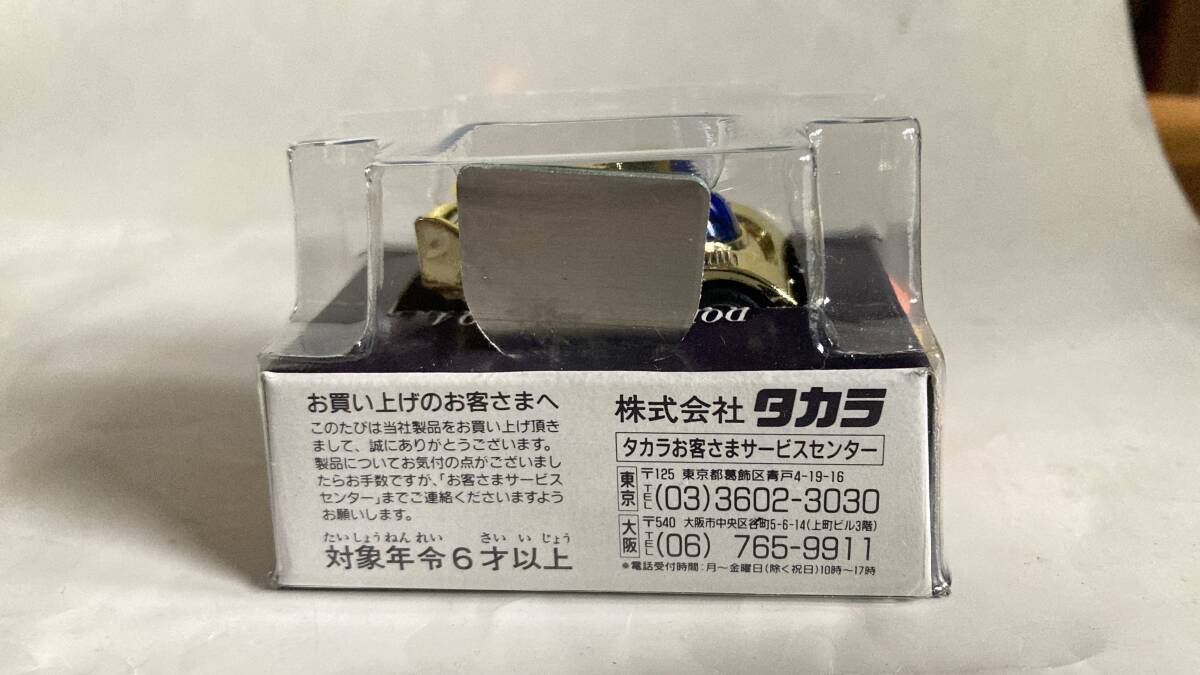 お買い上げのお客さまへ
このたびは当社製品をお買い上げ頂き
まして、誠にありがとうございます。
製品についてお気付の点がございまし
たらお手数ですが、「お客さまサービス
センター」までご連絡くださいますよう
お願いします。
たいしょうねんれい さいいじょう
対象年令6才以上
株式会社 タカラ
タカラお客さまサービスセンター
東京 〒125 東京都葛飾区青戸4-19-16
TEL (03)3602-3030
大阪 〒540 大阪市中央区谷町5-6-14(上町ビル3階)
TEL (06) 765-9911
*電話受付時間:月~金曜日(除く祝日)10時~17時